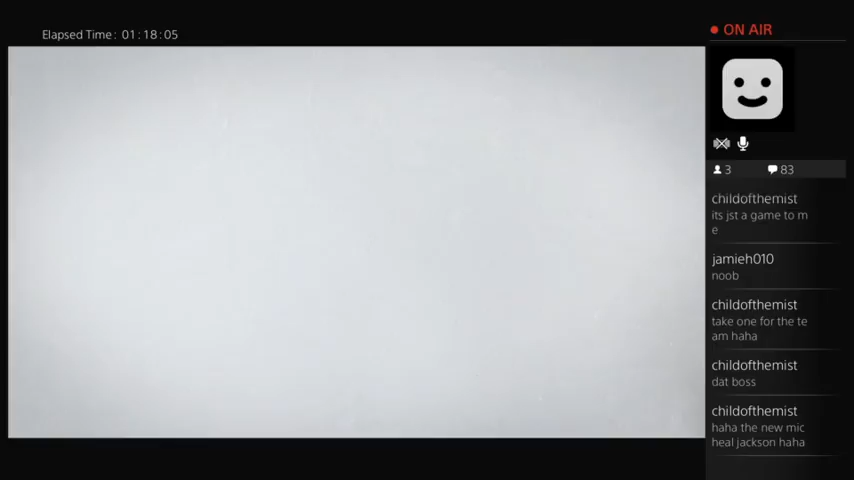 Elapsed Time: 01:18:05
ON AIR
3 83
childofthemist
its jst a game to m
e
jamieh010
noob
childofthemist
take one for the te
am haha
childofthemist
dat boss
childofthemist
haha the new mic
heal jackson haha